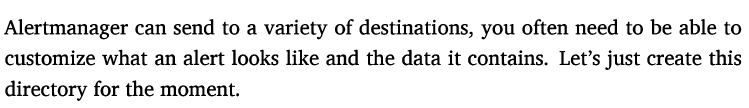 Alertmanager can send to a variety of destinations, you often need to be able to
customize what an alert looks like and the data it contains. Let’s just create this
directory for the moment.